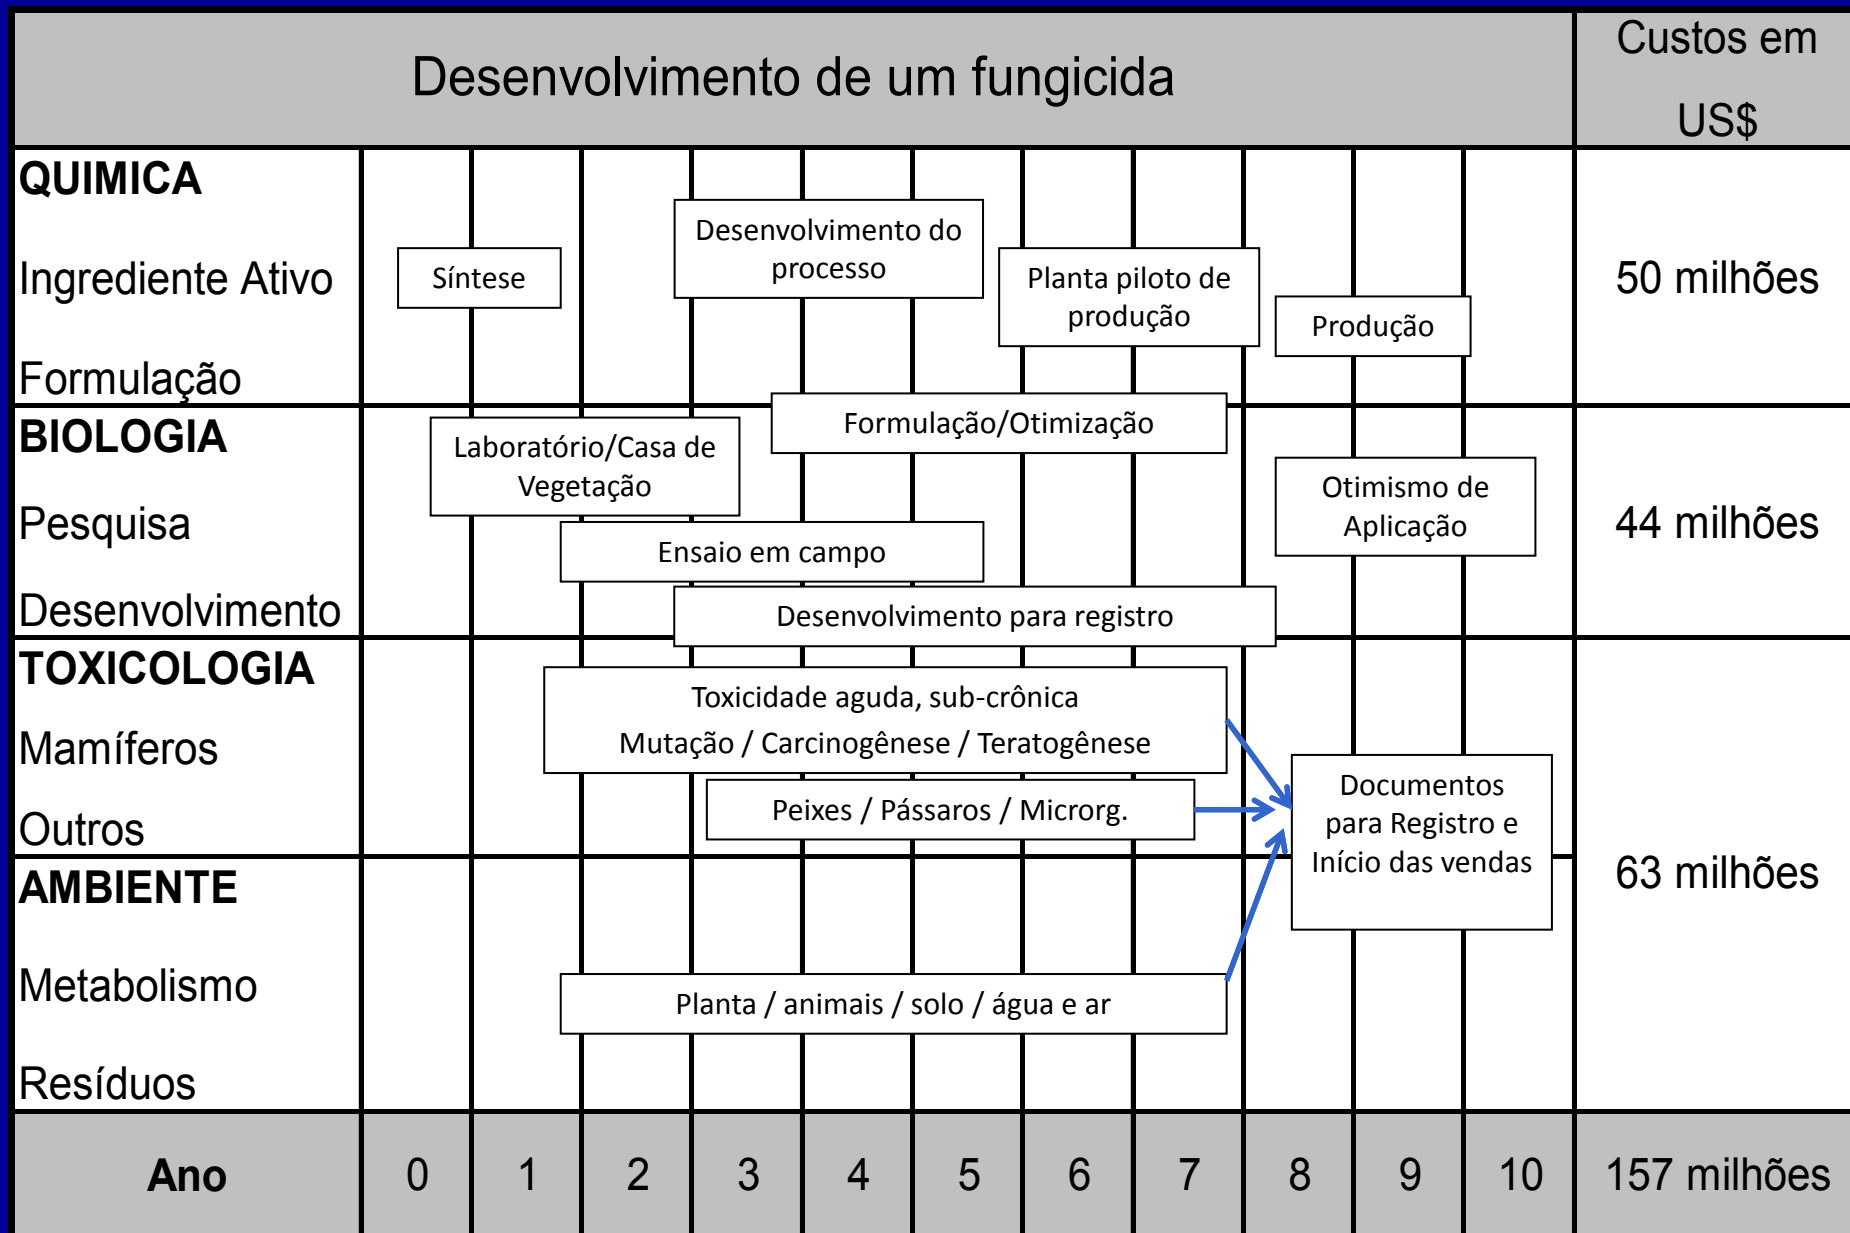 Desenvolvimento de um fungicida
Custos em
US$
QUIMICA
Ingrediente Ativo
Formulação
Síntese
Desenvolvimento do
processo
Planta piloto de
produção
Produção
50 milhões
Formulação/Otimização
BIOLOGIA
Pesquisa
Desenvolvimento
Laboratório/Casa de
Vegetação
Ensaio em campo
Desenvolvimento para registro
Otimismo de
Aplicação
44 milhões
TOXICOLOGIA
Mamíferos
Outros
Toxicidade aguda, sub-crônica
Mutação / Carcinogênese / Teratogênese
Peixes / Pássaros / Microrg.
Documentos
para Registro e
Início das vendas
63 milhões
AMBIENTE
Metabolismo
Resíduos
Planta / animais / solo / água e ar
Ano 0 1 2 3 4 5 6 7 8 9 10 157 milhões